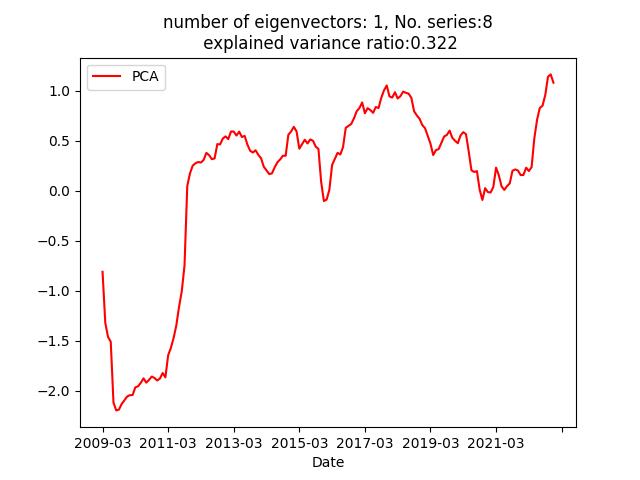 number of eigenvectors: 1, No. series:8
explained variance ratio:0.322
PCA
1.0
0.5
0.0
−0.5
−1.0
−1.5
−2.0
2009-03 2011-03 2013-03 2015-03 2017-03 2019-03 2021-03
Date